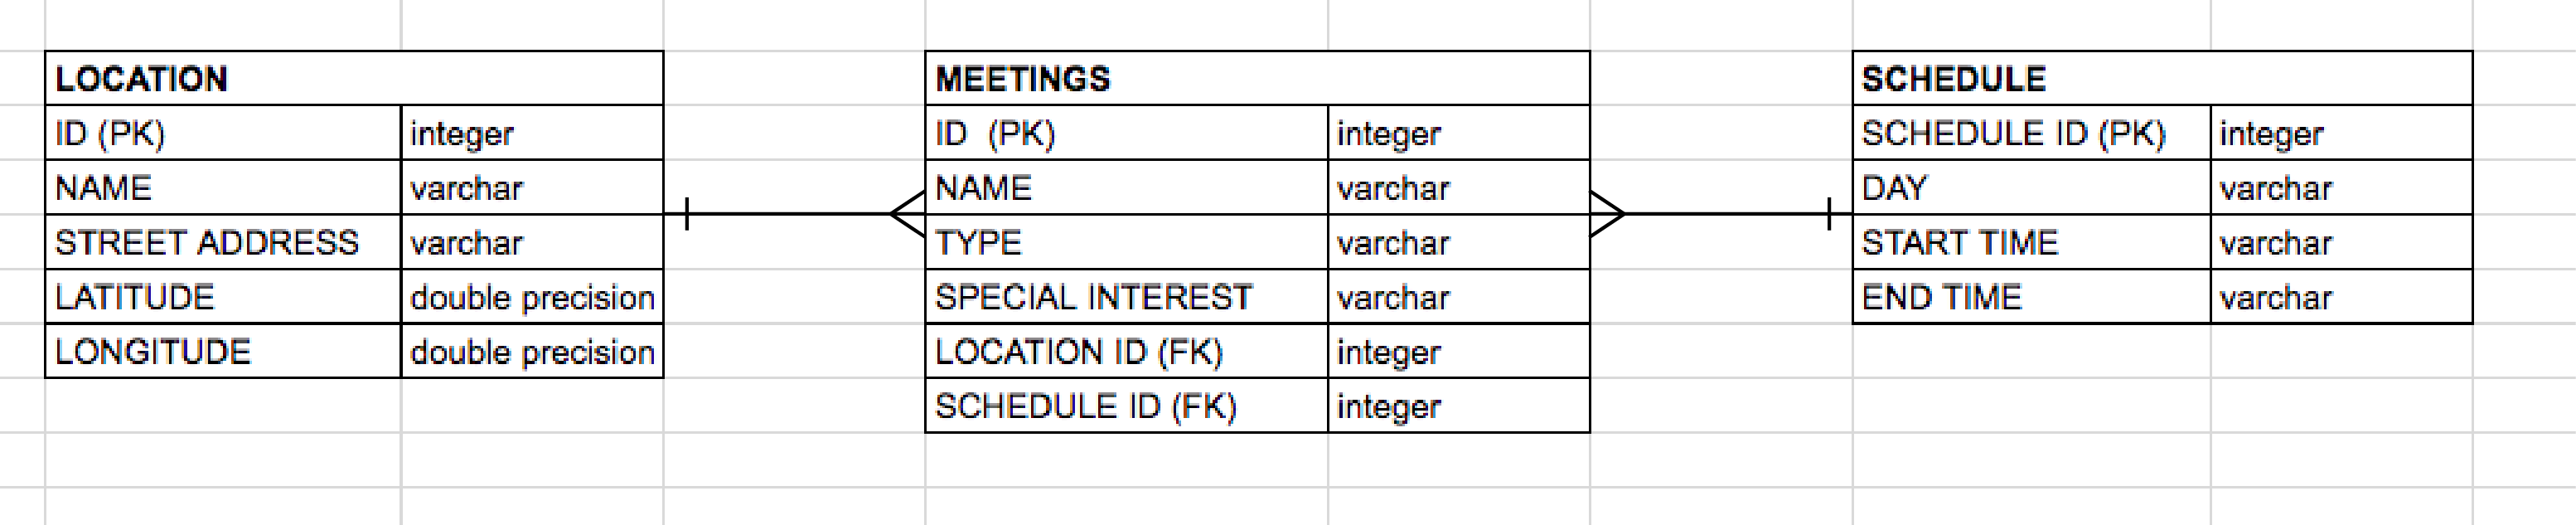 LOCATION
ID (PK) integer
NAME varchar
STREET ADDRESS varchar
LATITUDE double precision
LONGITUDE double precision
MEETINGS
ID (PK) integer
NAME varchar
TYPE varchar
SPECIAL INTEREST varchar
LOCATION ID (FK) integer
SCHEDULE ID (FK) integer
SCHEDULE
SCHEDULE ID (PK) integer
DAY varchar
START TIME varchar
END TIME varchar